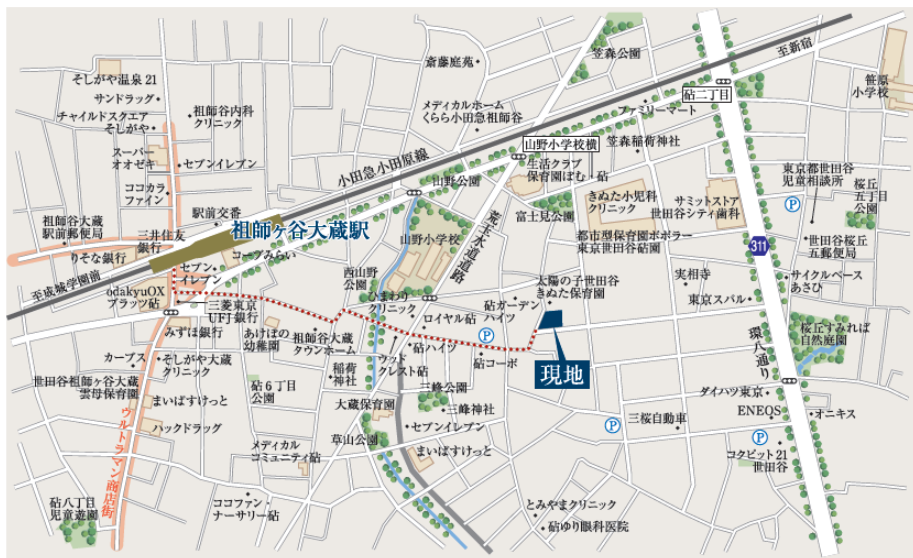 そしがや温泉 21
サンドラッグ
チャイルドスクエア
そしがや
祖師谷内科
クリニック
スーパー
オオゼキ
セブンイレブン
ココカラ
ファイン
祖師谷大蔵
駅前郵便局
三井住友
銀行
駅前交番
りそな銀行
祖師ヶ谷大蔵駅
コープみらい
至成城学園前
セブン
イレブン
odakyuOX
プラッツ砧
三菱東京
UFJ銀行
みずほ銀行
小田急小田原線
斎藤庭苑
メディカルホーム
くらら小田急祖師谷
笠森公園
至新宿
砧二丁目
笹原
小学校
ファミリーマート
山野小学校横
笠森稲荷神社
生活クラブ
保育園ぽむ・砧
山野公園
きぬた小児科
クリニック
富士見公園
サミットストア
世田谷シティ歯科
東京都世田谷
児童相談所
桜丘
五丁目
公園
P
都市型保育園ポポラー
東京世田谷砧園
311
世田谷桜丘
五郵便局
荒玉水道道路
山野小学校
西山野
公園
ひまわり
クリニック
太陽の子世田谷
きぬた保育園
実相寺
サイクルベース
あさひ
東京スバル
砧ガーデン
ハイツ
ロイヤル砧
P
砧ハイツ
砧コーポ
現地
環八通り
桜丘すみれば
自然庭園
あけぼの
幼稚園
祖師谷大蔵
タウンホーム
ウッド
クレスト砧
カーブス
そしがや大蔵
クリニック
世田谷祖師ヶ谷大蔵
雲母保育園
まいばすけっと
ハックドラッグ
ウルトラマン商店街
砧6丁目
公園
稲荷
神社
大蔵保育園
三峰公園
三峰神社
セブンイレブン
草山公園
まいばすけっと
メディカル
コミュニティ砧
ココファン・
ナーサリー砧
砧八丁目
児童遊園
ダイハツ東京
ENEOS
オニキス
三桜自動車
P
P
コクピット21
世田谷
とみやまクリニック
砧ゆり眼科医院